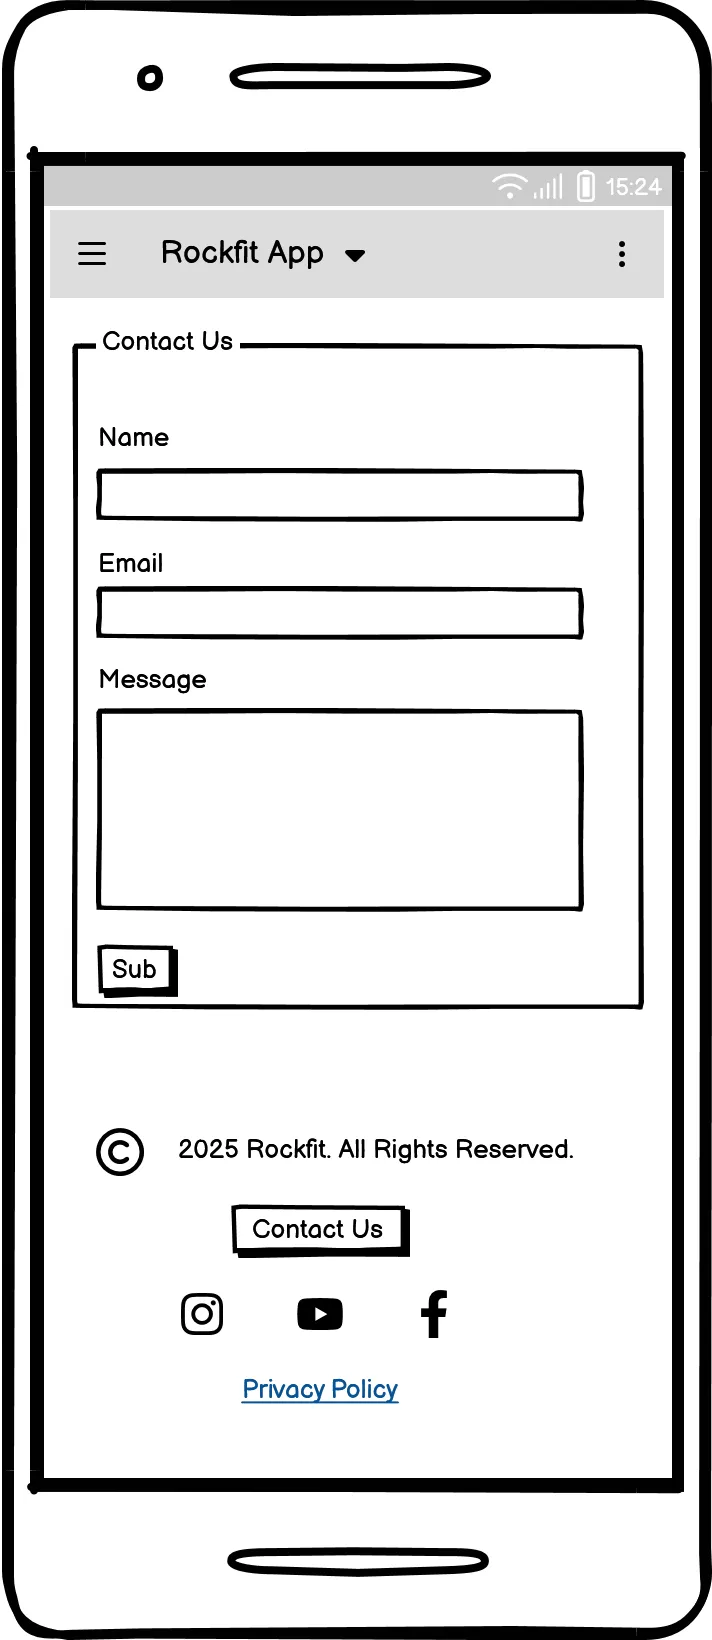 15:24
Rockfit App
Contact Us
Name
Email
Message
Sub
© 2025 Rockfit. All Rights Reserved.
Contact Us
Privacy Policy